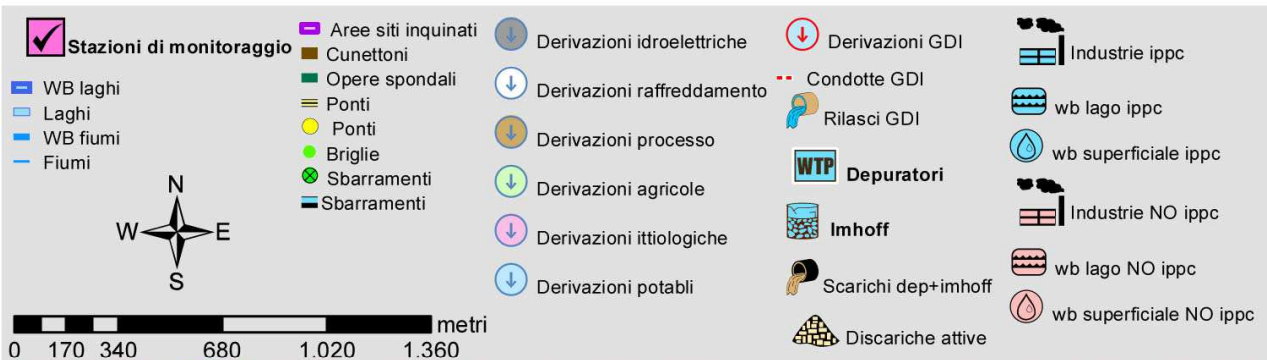 Stazioni di monitoraggio
WB laghi
Laghi
WB fiumi
Fiumi
N
W E
S
metri
0 170 340 680 1.020 1.360
Aree siti inquinati
Cunettoni
Opere spondali
Ponti
Ponti
Briglie
Sbarramenti
Sbarramenti
Derivazioni idroelettriche
Derivazioni raffreddamento
Derivazioni processo
Derivazioni agricole
Derivazioni ittiologiche
Derivazioni potabli
Derivazioni GDI
Condotte GDI
Rilasci GDI
WTP Depuratori
Imhoff
Scarichi dep+imhoff
Discariche attive
Industrie ippc
wb lago ippc
wb superficiale ippc
Industrie NO ippc
wb lago NO ippc
wb superficiale NO ippc